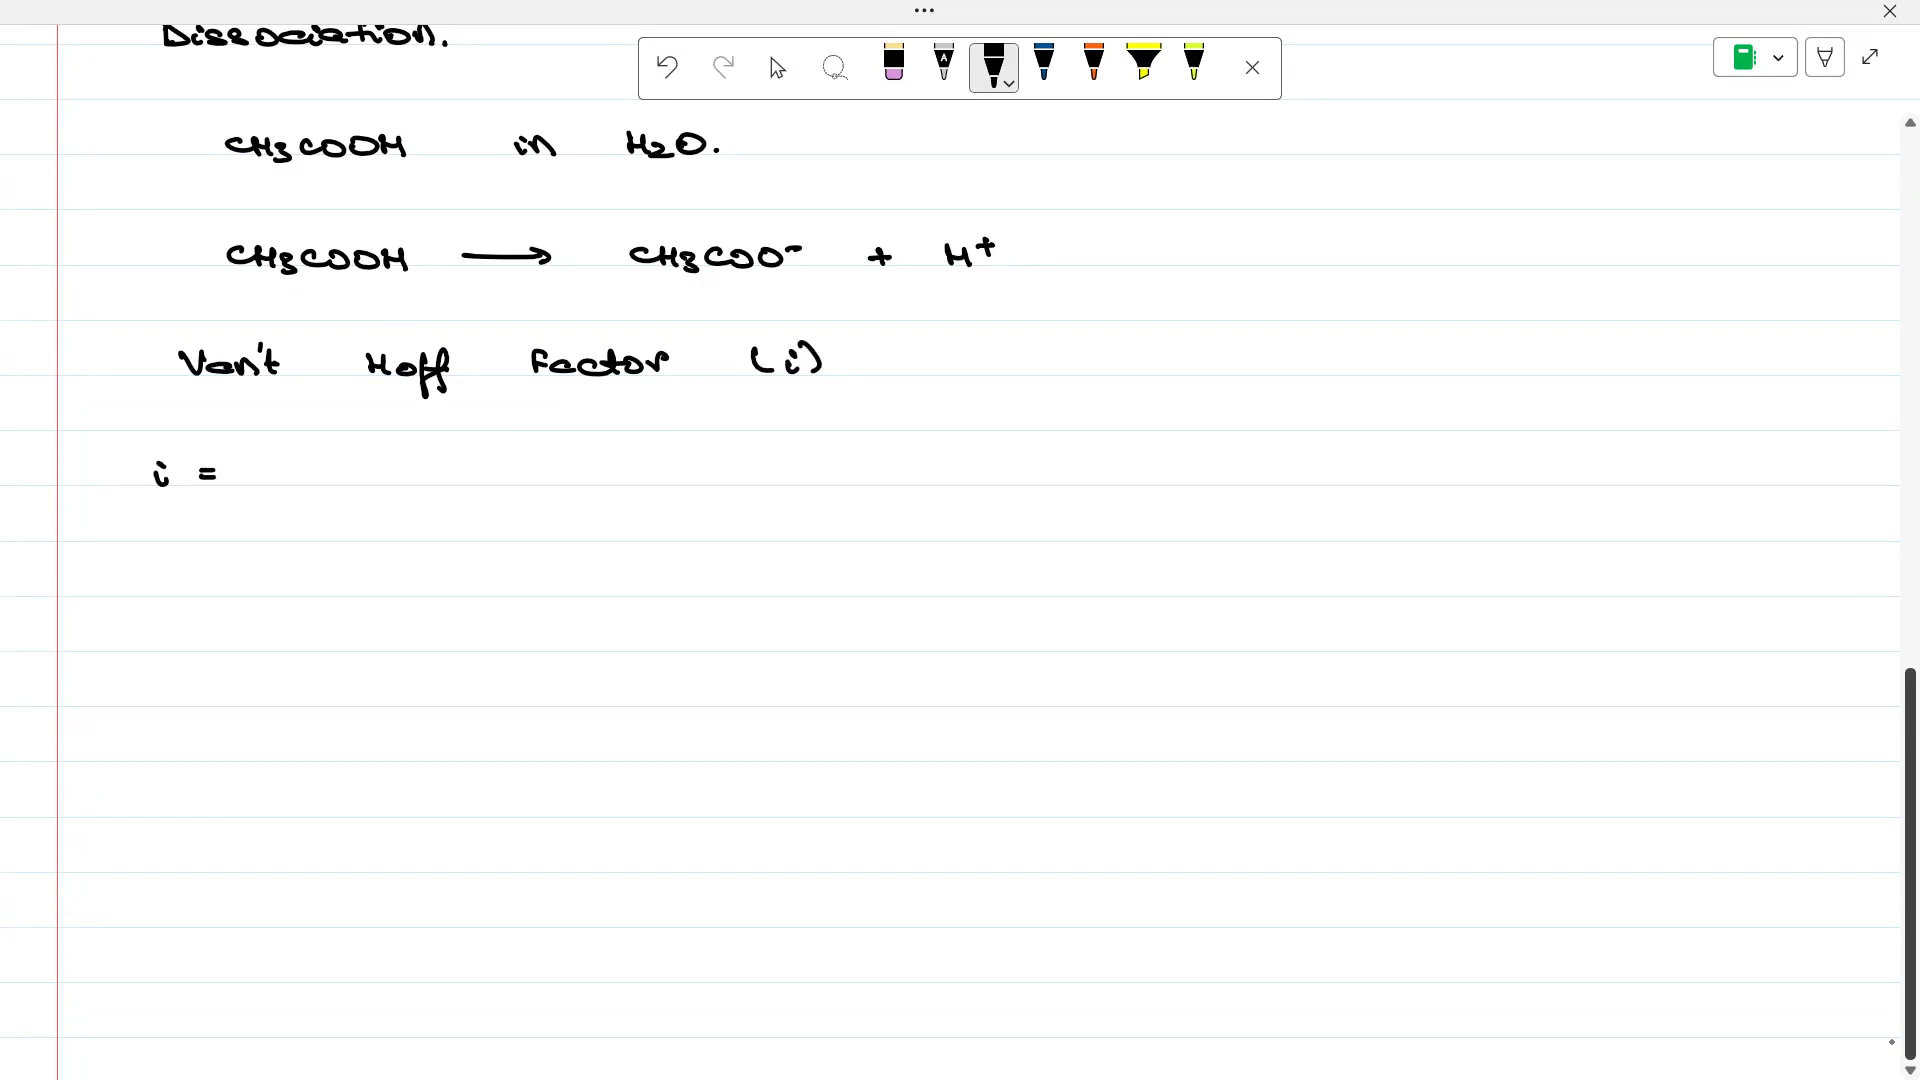 Dissociation.
CH3COOH in H2O.
CH3COOH ⟶ CH3COO⁻ + H⁺
Van't Hoff Factor (i)
i =